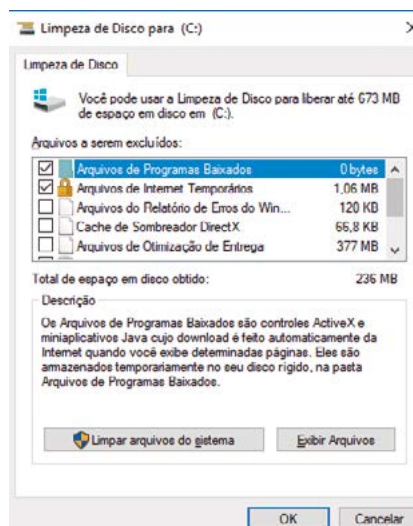 Limpeza de Disco para (C:)
Limpeza de Disco
Você pode usar a Limpeza de Disco para liberar até 673 MB
de espaço em disco em (C:).
Arquivos a serem excluídos:
Arquivos de Programas Baixados 0 bytes
Arquivos de Internet Temporários 1,06 MB
Arquivos do Relatório de Erros do Win... 120 KB
Cache de Sombreador DirectX 66,8 KB
Arquivos de Otimização de Entrega 377 MB
Total de espaço em disco obtido: 236 MB
Descrição
Os Arquivos de Programas Baixados são controles ActiveX e
miniaplicativos Java cujo download é feito automaticamente da
Internet quando você exibe determinadas páginas. Eles são
armazenados temporariamente no seu disco rígido, na pasta
Arquivos de Programas Baixados.
Limpar arquivos do sistema Exibir Arquivos
OK Cancelar